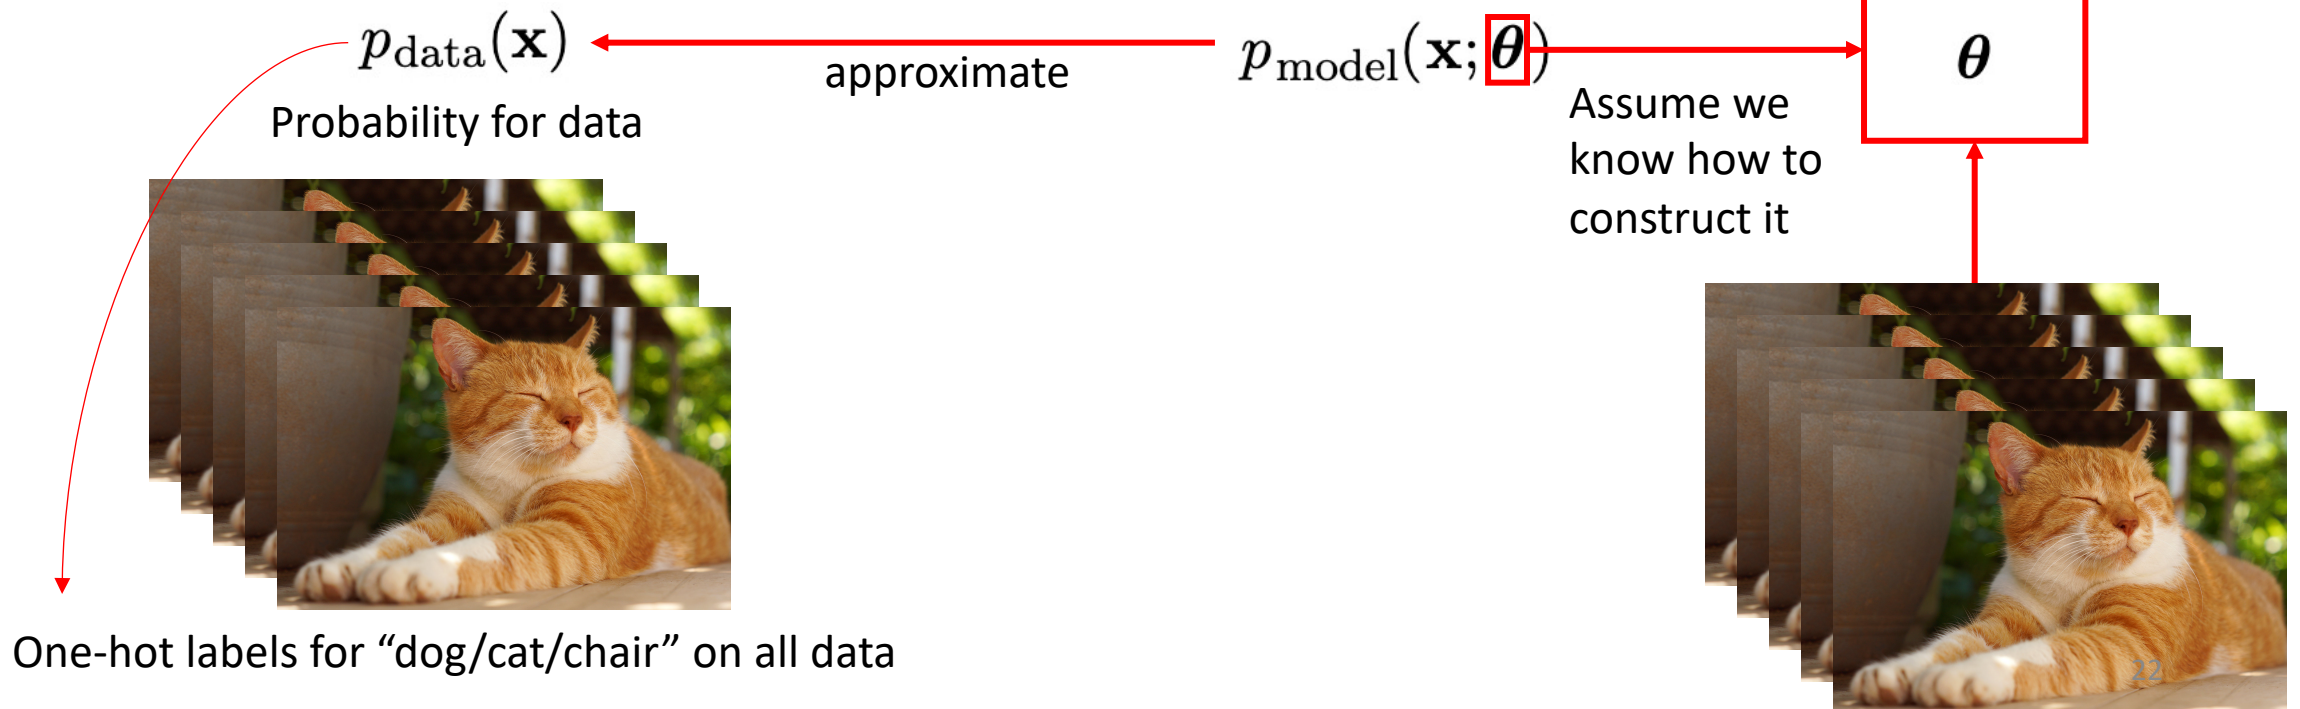 p_data(x)
approximate
p_model(x; θ)
θ
Probability for data
Assume we
know how to
construct it
One-hot labels for “dog/cat/chair” on all data
22